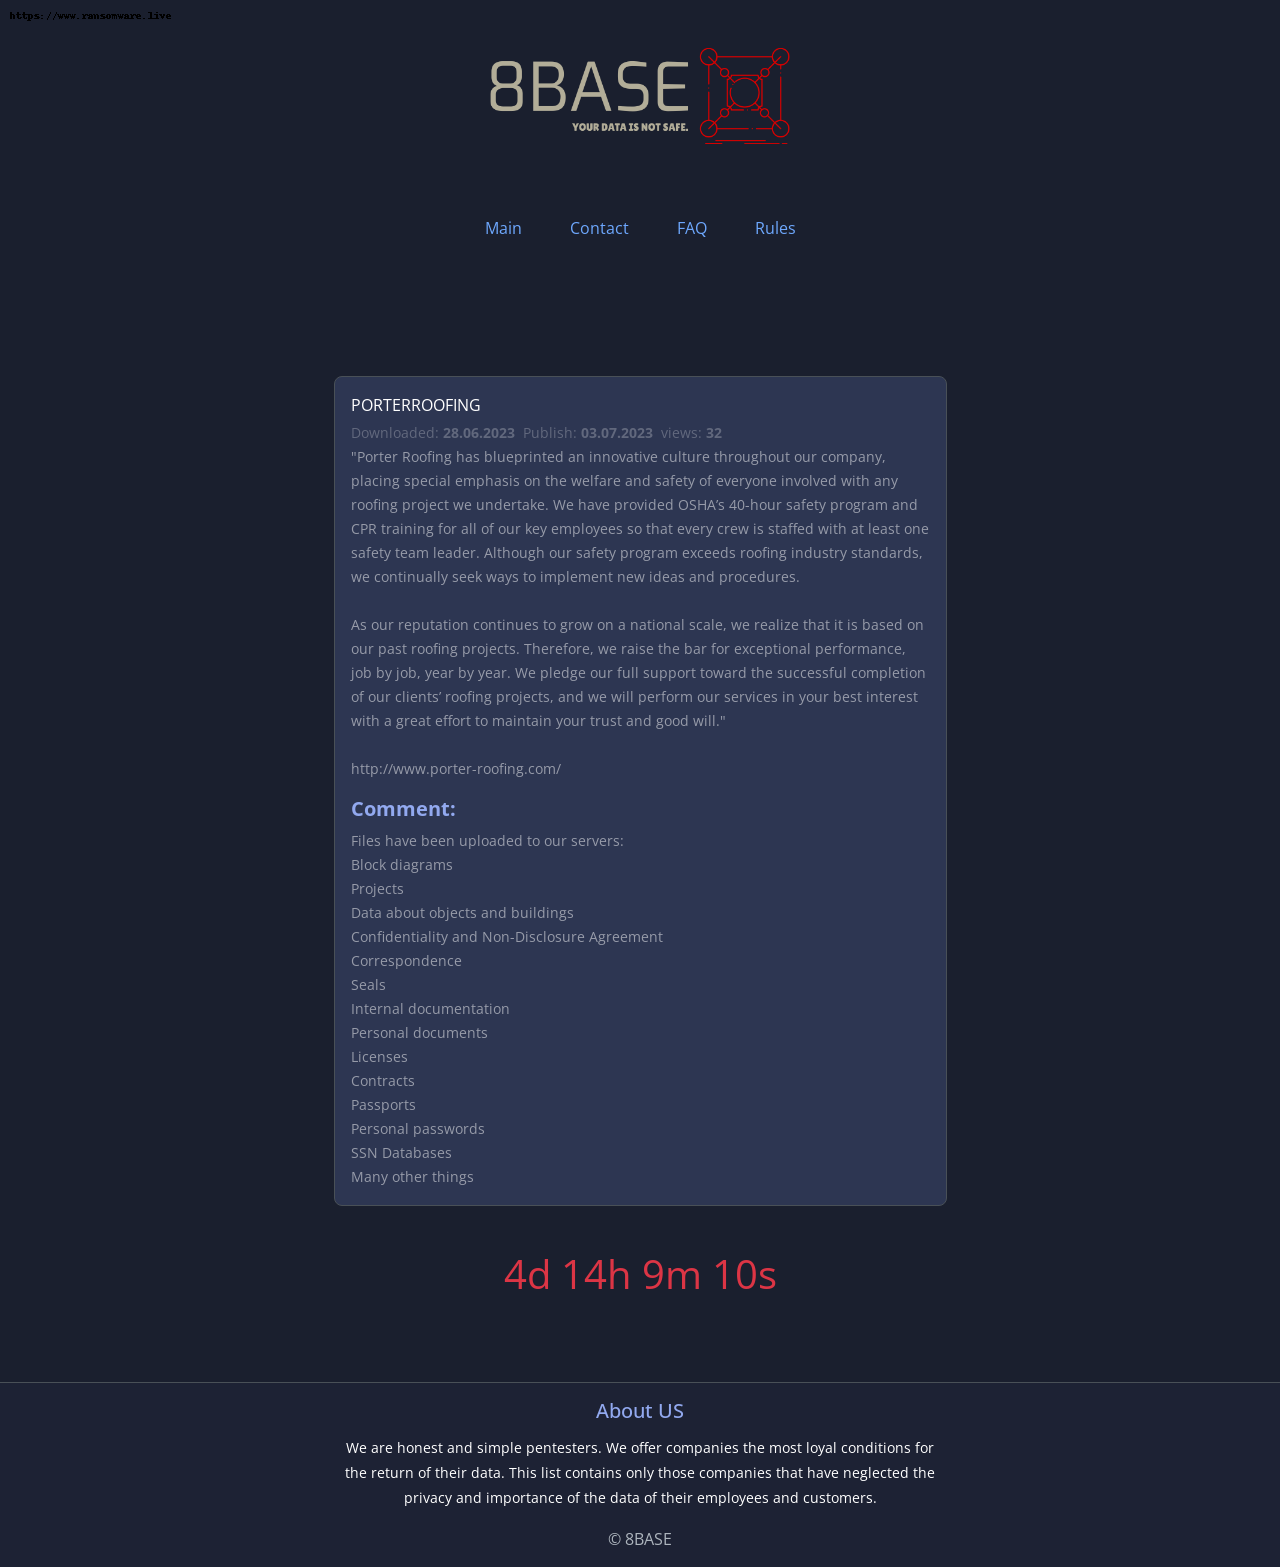 https://www.ransomware.live
8BASE
YOUR DATA IS NOT SAFE.
Main Contact FAQ Rules
PORTERROOFING
Downloaded: 28.06.2023 Publish: 03.07.2023 views: 32
"Porter Roofing has blueprinted an innovative culture throughout our company,
placing special emphasis on the welfare and safety of everyone involved with any
roofing project we undertake. We have provided OSHA’s 40-hour safety program and
CPR training for all of our key employees so that every crew is staffed with at least one
safety team leader. Although our safety program exceeds roofing industry standards,
we continually seek ways to implement new ideas and procedures.
As our reputation continues to grow on a national scale, we realize that it is based on
our past roofing projects. Therefore, we raise the bar for exceptional performance,
job by job, year by year. We pledge our full support toward the successful completion
of our clients’ roofing projects, and we will perform our services in your best interest
with a great effort to maintain your trust and good will."
http://www.porter-roofing.com/
Comment:
Files have been uploaded to our servers:
Block diagrams
Projects
Data about objects and buildings
Confidentiality and Non-Disclosure Agreement
Correspondence
Seals
Internal documentation
Personal documents
Licenses
Contracts
Passports
Personal passwords
SSN Databases
Many other things
4d 14h 9m 10s
About US
We are honest and simple pentesters. We offer companies the most loyal conditions for
the return of their data. This list contains only those companies that have neglected the
privacy and importance of the data of their employees and customers.
© 8BASE